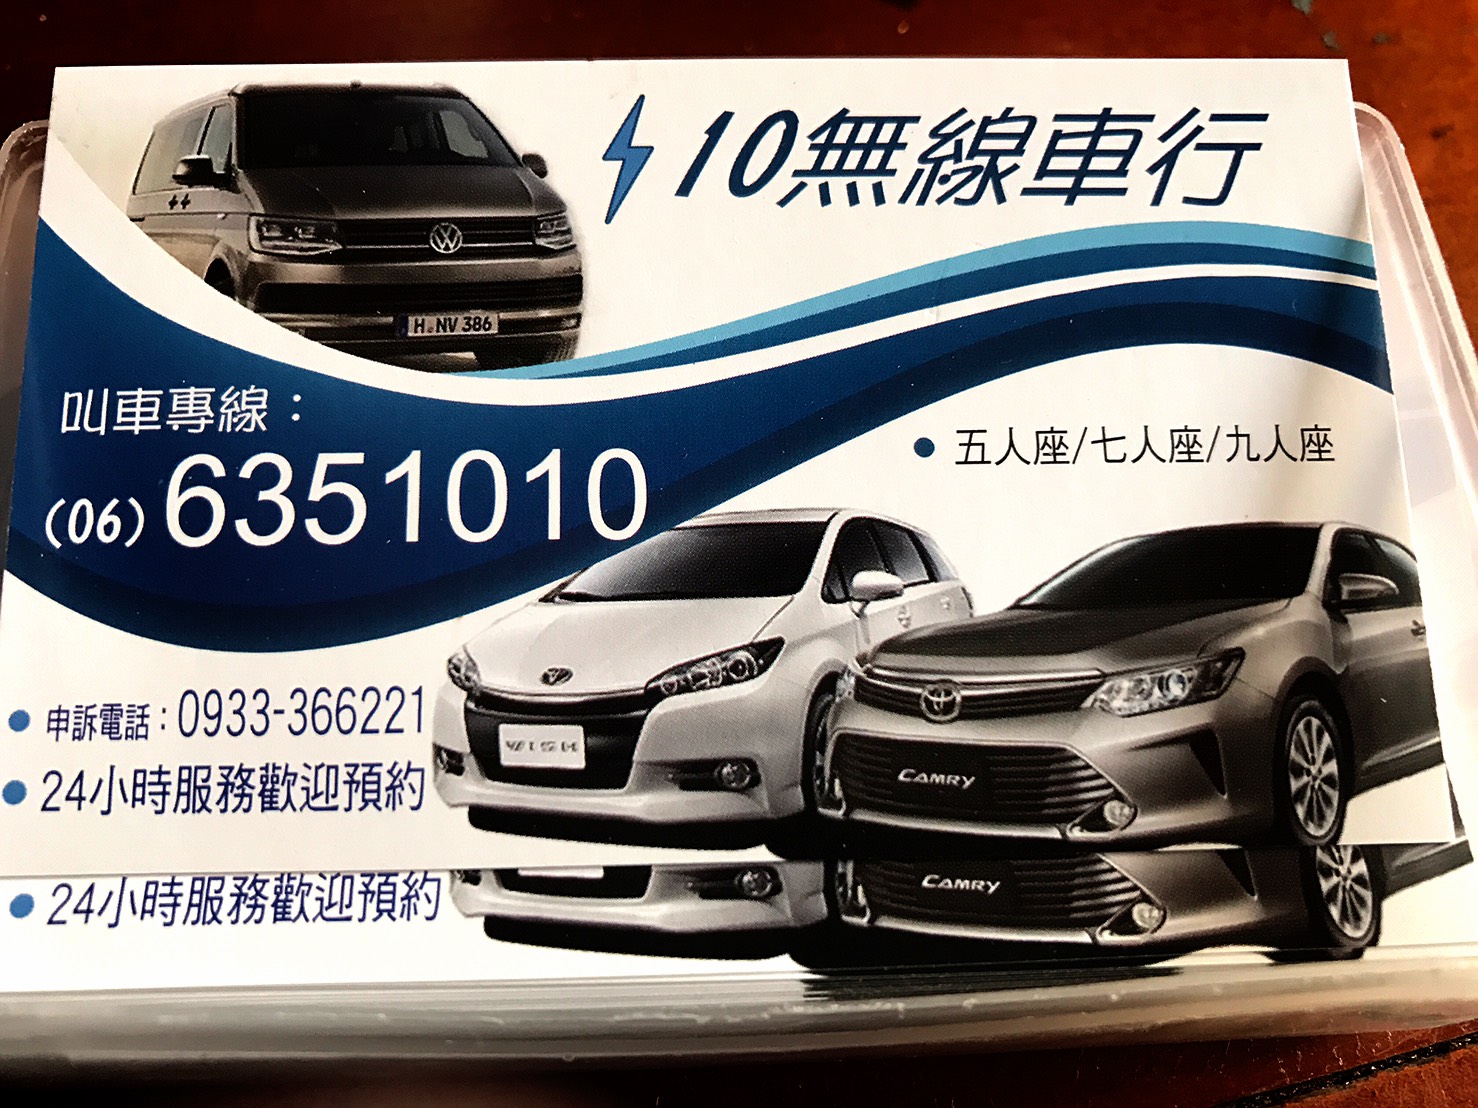 10無線車行
H NV 386
叫車專線：
(06) 6351010
● 五人座/七人座/九人座
● 申訴電話：0933-366221
● 24小時服務歡迎預約
CAMRY
● 24小時服務歡迎預約
CAMRY